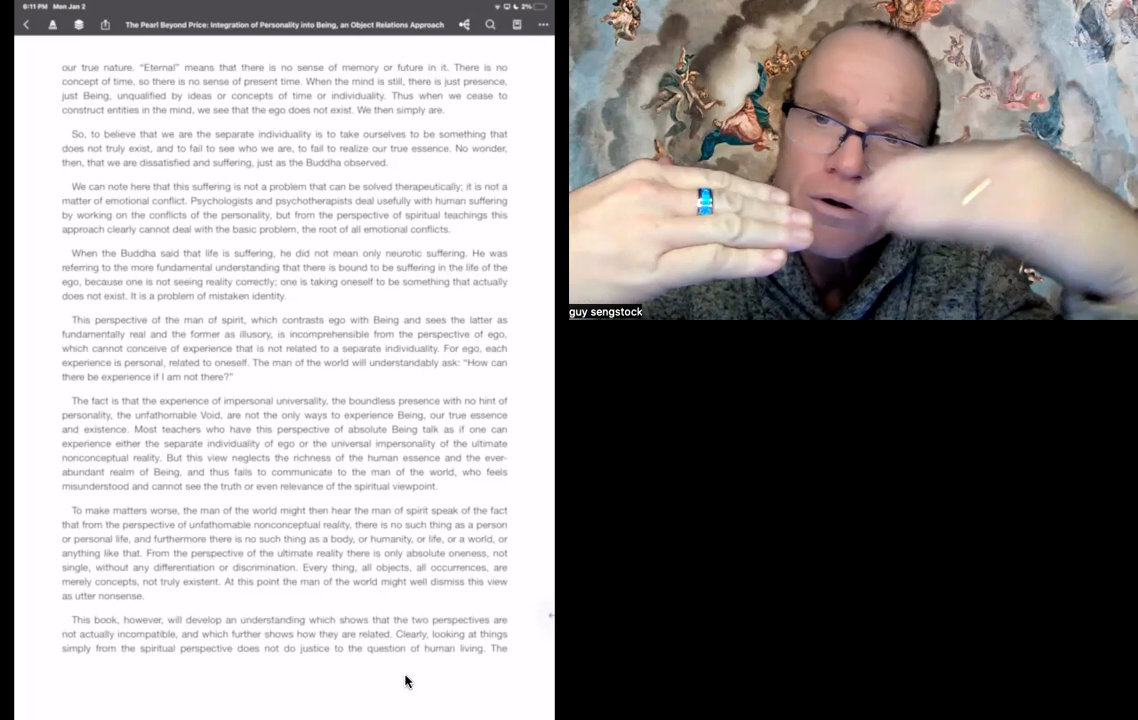 6:11 PM Mon Jan 2
2%
The Pearl Beyond Price: Integration of Personality into Being, an Object Relations Approach
our true nature. “Eternal” means that there is no sense of memory or future in it. There is no
concept of time, so there is no sense of present time. When the mind is still, there is just presence,
just Being, unqualified by ideas or concepts of time or individuality. Thus when we cease to
construct entities in the mind, we see that the ego does not exist. We then simply are.
So, to believe that we are the separate individuality is to take ourselves to be something that
does not truly exist, and to fail to see who we are, to fail to realize our true essence. No wonder,
then, that we are dissatisfied and suffering, just as the Buddha observed.
We can note here that this suffering is not a problem that can be solved therapeutically; it is not a
matter of emotional conflict. Psychologists and psychotherapists deal usefully with human suffering
by working on the conflicts of the personality, but from the perspective of spiritual teachings this
approach clearly cannot deal with the basic problem, the root of all emotional conflicts.
When the Buddha said that life is suffering, he did not mean only neurotic suffering. He was
referring to the more fundamental understanding that there is bound to be suffering in the life of the
ego, because one is not seeing reality correctly; one is taking oneself to be something that actually
does not exist. It is a problem of mistaken identity.
This perspective of the man of spirit, which contrasts ego with Being and sees the latter as
fundamentally real and the former as illusory, is incomprehensible from the perspective of ego,
which cannot conceive of experience that is not related to a separate individuality. For ego, each
experience is personal, related to oneself. The man of the world will understandably ask: “How can
there be experience if I am not there?”
The fact is that the experience of impersonal universality, the boundless presence with no hint of
personality, the unfathomable Void, are not the only ways to experience Being, our true essence
and existence. Most teachers who have this perspective of absolute Being talk as if one can
experience either the separate individuality of ego or the universal impersonality of the ultimate
nonconceptual reality. But this view neglects the richness of the human essence and the ever-
abundant realm of Being, and thus fails to communicate to the man of the world, who feels
misunderstood and cannot see the truth or even relevance of the spiritual viewpoint.
To make matters worse, the man of the world might then hear the man of spirit speak of the fact
that from the perspective of unfathomable nonconceptual reality, there is no such thing as a person
or personal life, and furthermore there is no such thing as a body, or humanity, or life, or a world, or
anything like that. From the perspective of the ultimate reality there is only absolute oneness, not
single, without any differentiation or discrimination. Every thing, all objects, all occurrences, are
merely concepts, not truly existent. At this point the man of the world might well dismiss this view
as utter nonsense.
This book, however, will develop an understanding which shows that the two perspectives are
not actually incompatible, and which further shows how they are related. Clearly, looking at things
simply from the spiritual perspective does not do justice to the question of human living. The
guy sengstock